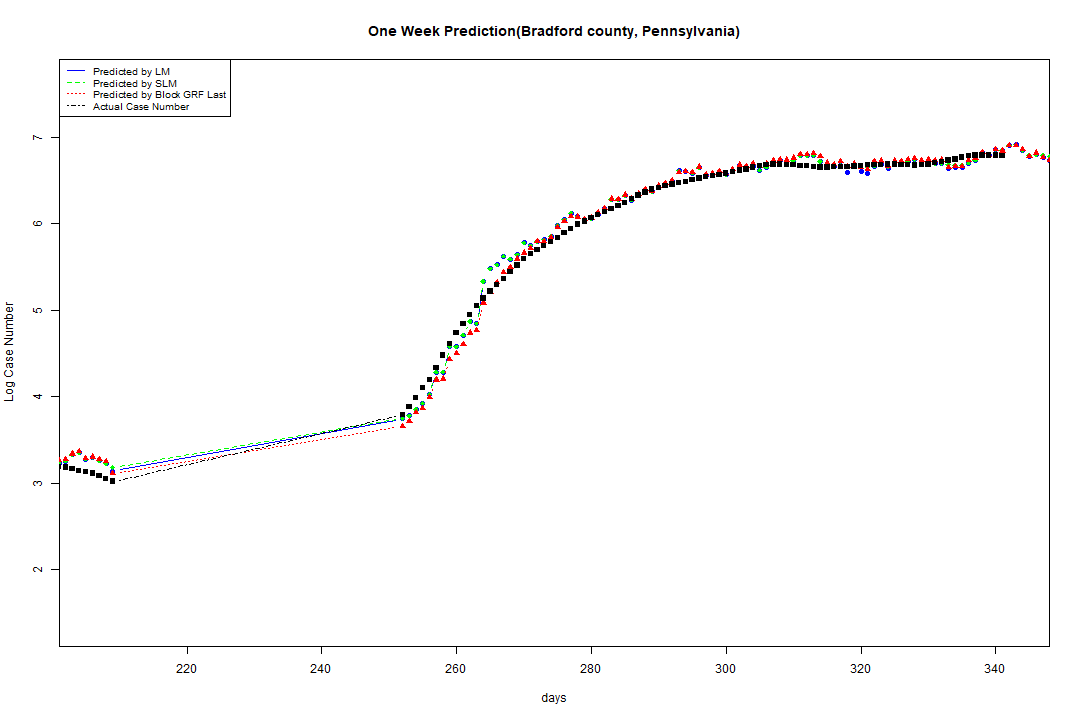 One Week Prediction(Bradford county, Pennsylvania)
Predicted by LM
Predicted by SLM
Predicted by Block GRF Last
Actual Case Number
7
6
5
4
3
2
Log Case Number
220 240 260 280 300 320 340
days